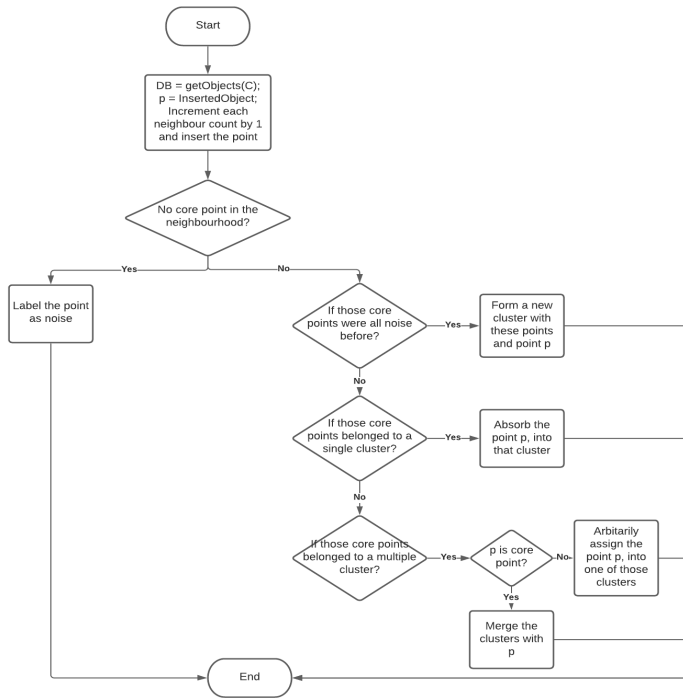 Start
DB = getObjects(C);
p = InsertedObject;
Increment each
neighbour count by 1
and insert the point
No core point in the
neighbourhood?
Yes
No
Label the point
as noise
If those core
points were all noise
before?
Yes
Form a new
cluster with
these points
and point p
No
If those core
points belonged to a
single cluster?
Yes
Absorb the
point p, into
that cluster
No
If those core points
belonged to a multiple
cluster?
Yes
p is core
point?
No
Arbitarily
assign the
point p, into
one of those
clusters
Yes
Merge the
clusters with
p
End